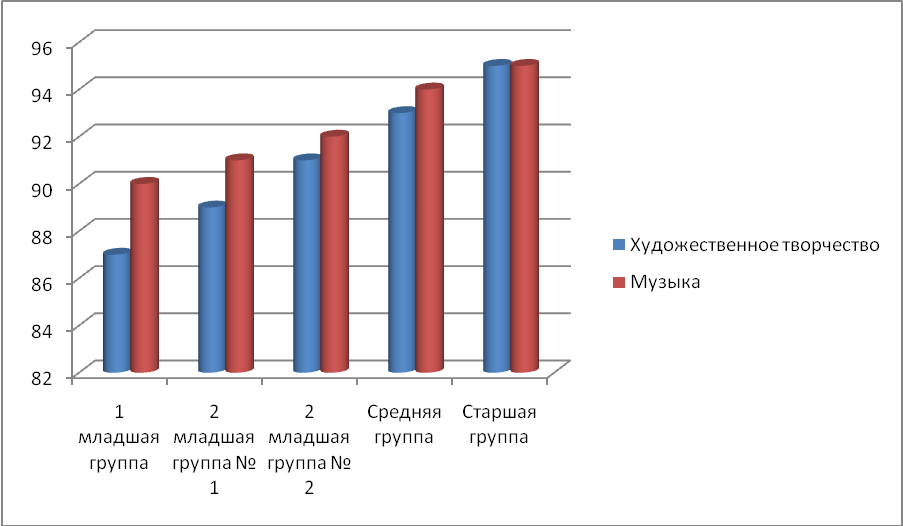 96
94
92
90
88
86
84
82
1
младшая
группа
2
младшая
группа №
1
2
младшая
группа №
2
Средняя
группа
Старшая
группа
Художественное творчество
Музыка